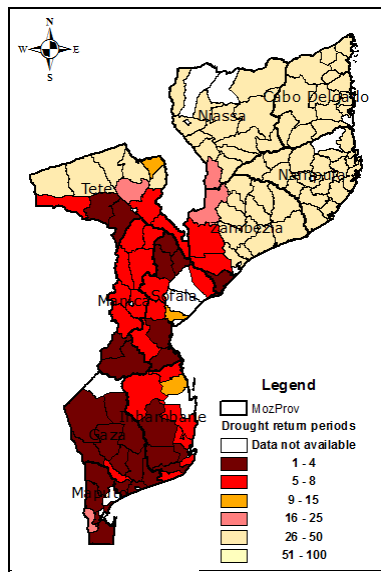 N
W E
S
Cabo Delgado
Niassa
Nampula
Tete
Zambezia
Manica
Sofala
Inhambane
Gaza
Maputo
Legend
MozProv
Drought return periods
Data not available
1 - 4
5 - 8
9 - 15
16 - 25
26 - 50
51 - 100